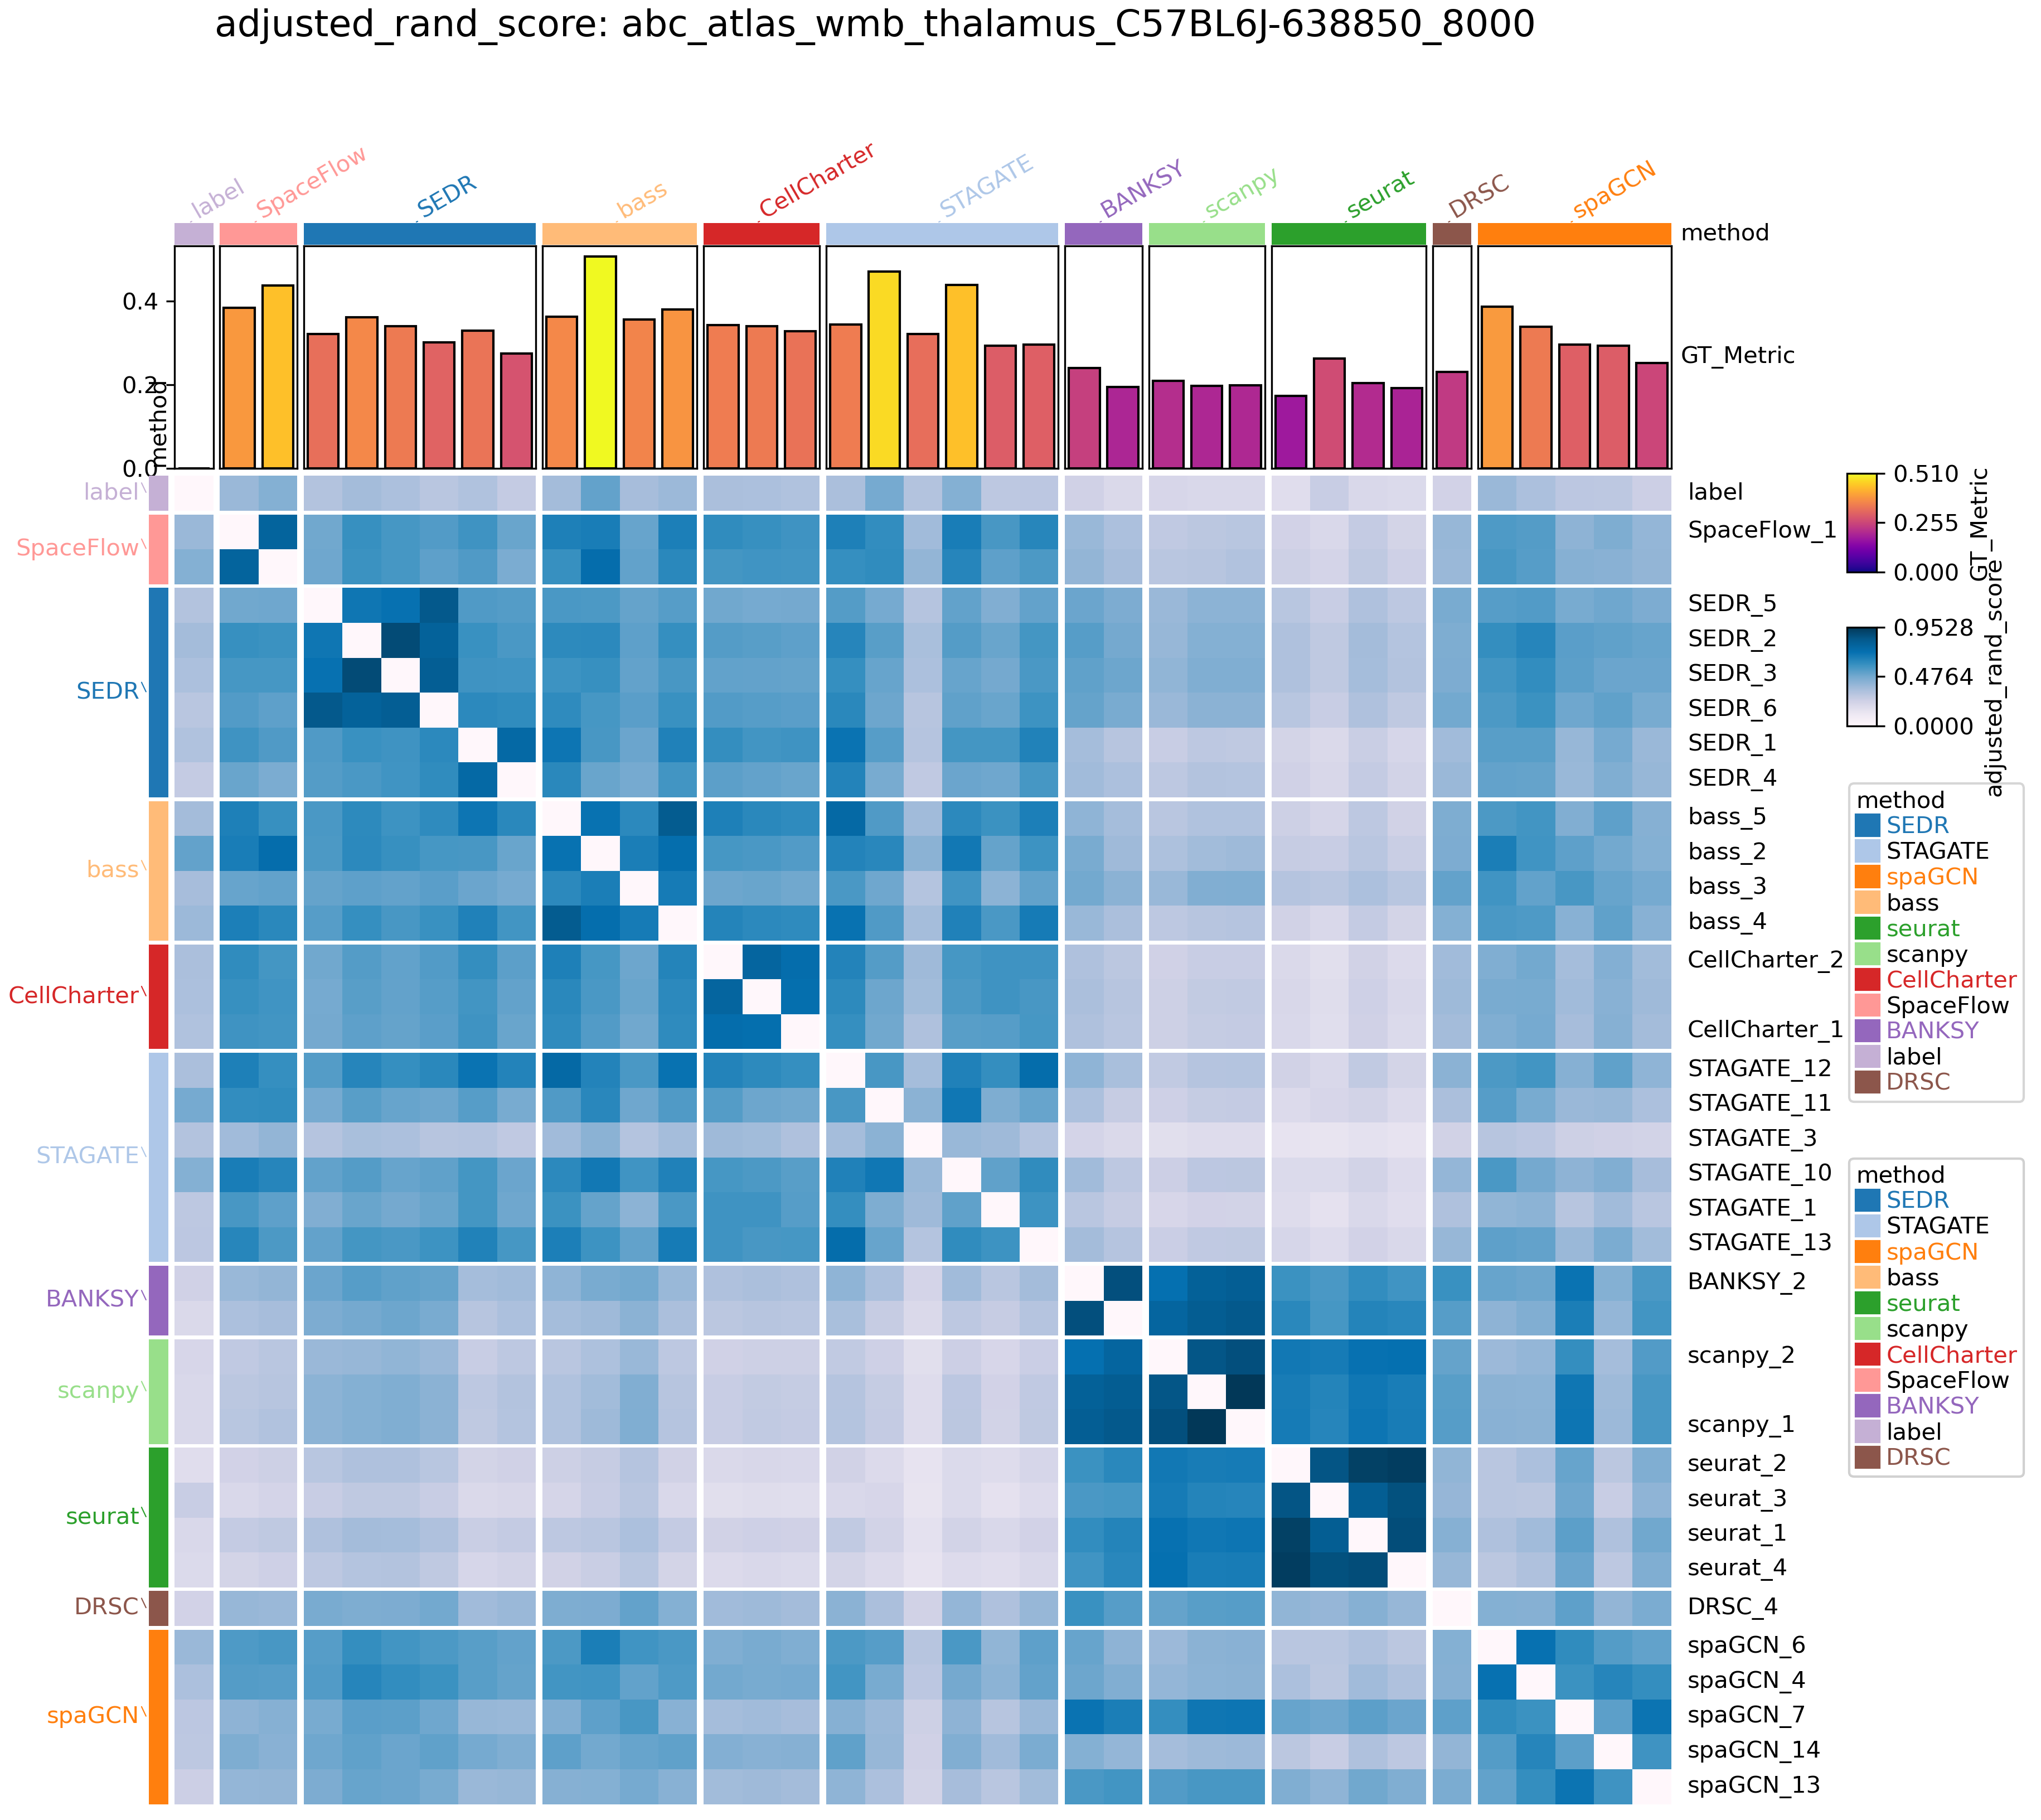 adjusted_rand_score: abc_atlas_wmb_thalamus_C57BL6J-638850_8000
label
SpaceFlow
SEDR
bass
CellCharter
STAGATE
BANKSY
scanpy
seurat
DRSC
spaGCN
method
0.4
0.2
0.0
method
GT_Metric
label
SpaceFlow
SEDR
bass
CellCharter
STAGATE
BANKSY
scanpy
seurat
DRSC
spaGCN
label
SpaceFlow_1
SEDR_5
SEDR_2
SEDR_3
SEDR_6
SEDR_1
SEDR_4
bass_5
bass_2
bass_3
bass_4
CellCharter_2
CellCharter_1
STAGATE_12
STAGATE_11
STAGATE_3
STAGATE_10
STAGATE_1
STAGATE_13
BANKSY_2
scanpy_2
scanpy_1
seurat_2
seurat_3
seurat_1
seurat_4
DRSC_4
spaGCN_6
spaGCN_4
spaGCN_7
spaGCN_14
spaGCN_13
0.510
0.255
0.000
GT_Metric
0.9528
0.4764
0.0000
adjusted_rand_score
method
SEDR
STAGATE
spaGCN
bass
seurat
scanpy
CellCharter
SpaceFlow
BANKSY
label
DRSC
method
SEDR
STAGATE
spaGCN
bass
seurat
scanpy
CellCharter
SpaceFlow
BANKSY
label
DRSC